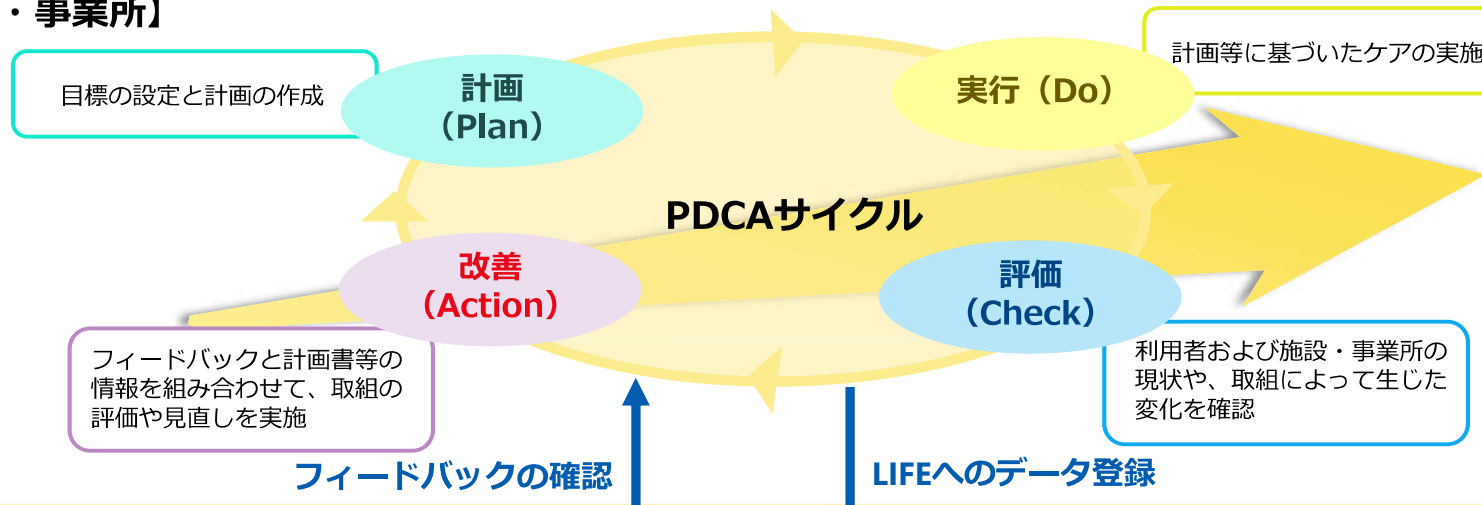 ・事業所】
目標の設定と計画の作成
計画
（Plan）
実行（Do）
計画等に基づいたケアの実施
PDCAサイクル
改善
（Action）
評価
（Check）
フィードバックと計画書等の
情報を組み合わせて、取組の
評価や見直しを実施
利用者および施設・事業所の
現状や、取組によって生じた
変化を確認
フィードバックの確認
LIFEへのデータ登録